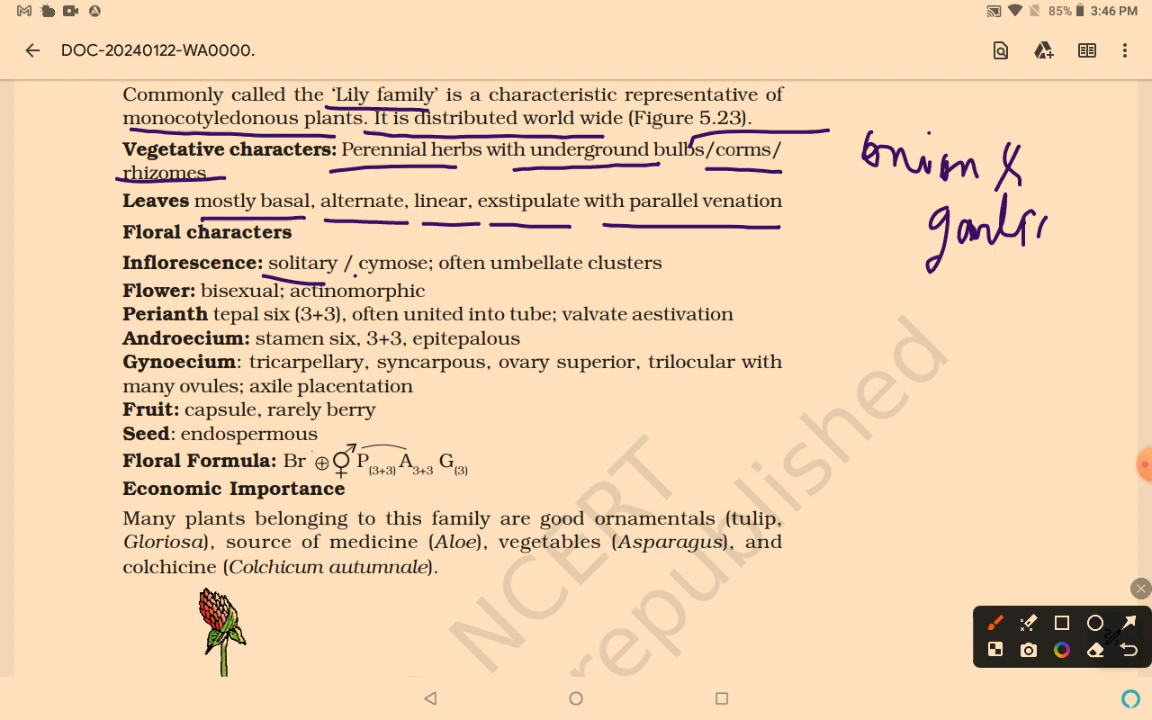 85% 3:46 PM
DOC-20240122-WA0000.
Commonly called the ‘Lily family’ is a characteristic representative of
monocotyledonous plants. It is distributed world wide (Figure 5.23).
Vegetative characters: Perennial herbs with underground bulbs/corms/
rhizomes
Leaves mostly basal, alternate, linear, exstipulate with parallel venation
Floral characters
Inflorescence: solitary / cymose; often umbellate clusters
Flower: bisexual; actinomorphic
Perianth tepal six (3+3), often united into tube; valvate aestivation
Androecium: stamen six, 3+3, epitepalous
Gynoecium: tricarpellary, syncarpous, ovary superior, trilocular with
many ovules; axile placentation
Fruit: capsule, rarely berry
Seed: endospermous
Floral Formula: Br ⊕ ⚥ P(3+3) A3+3 G(3)
Economic Importance
Many plants belonging to this family are good ornamentals (tulip,
Gloriosa), source of medicine (Aloe), vegetables (Asparagus), and
colchicine (Colchicum autumnale).
onion &
NCERT
republished